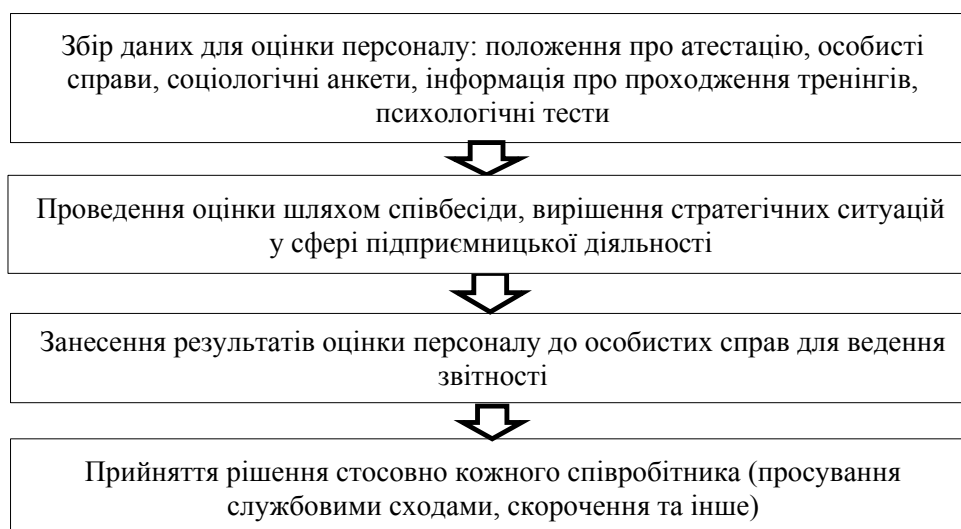 Збір даних для оцінки персоналу: положення про атестацію, особисті
справи, соціологічні анкети, інформація про проходження тренінгів,
психологічні тести
Проведення оцінки шляхом співбесіди, вирішення стратегічних ситуацій
у сфері підприємницької діяльності
Занесення результатів оцінки персоналу до особистих справ для ведення
звітності
Прийняття рішення стосовно кожного співробітника (просування
службовими сходами, скорочення та інше)